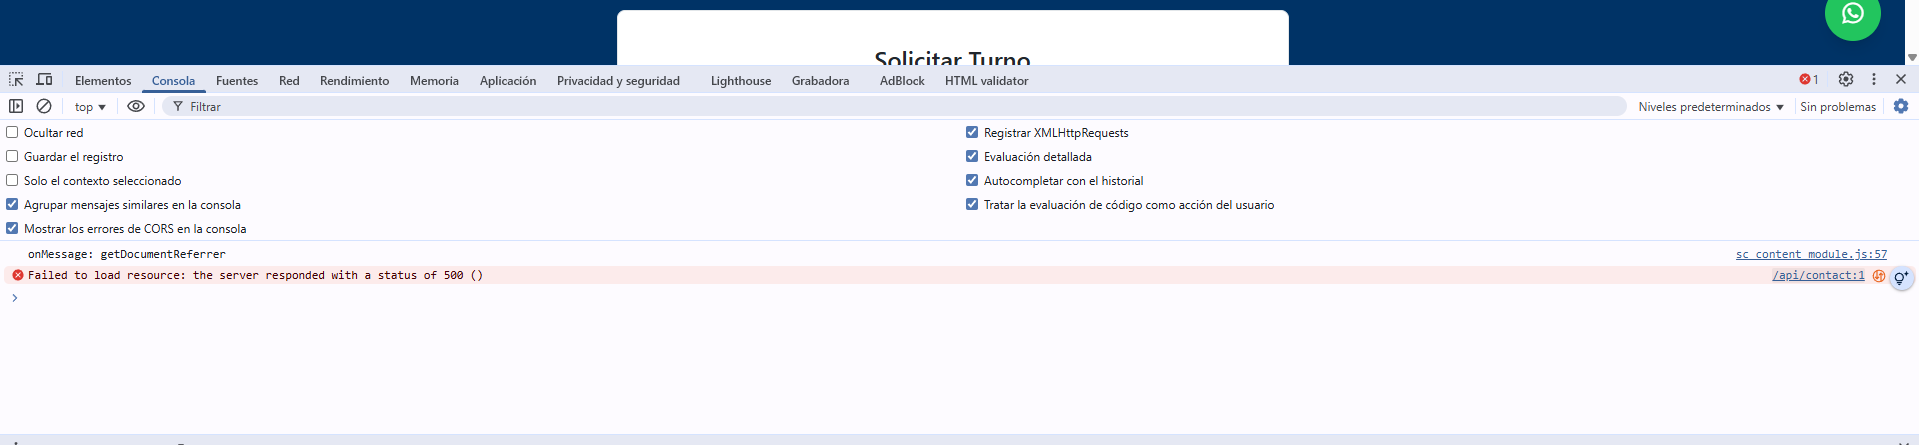 Solicitar Turno
Elementos Consola Fuentes Red Rendimiento Memoria Aplicación Privacidad y seguridad Lighthouse Grabadora AdBlock HTML validator 1
top Filtrar Niveles predeterminados Sin problemas
Ocultar red Registrar XMLHttpRequests
Guardar el registro Evaluación detallada
Solo el contexto seleccionado Autocompletar con el historial
Agrupar mensajes similares en la consola Tratar la evaluación de código como acción del usuario
Mostrar los errores de CORS en la consola
onMessage: getDocumentReferrer sc_content_module.js:57
Failed to load resource: the server responded with a status of 500 () /api/contact:1